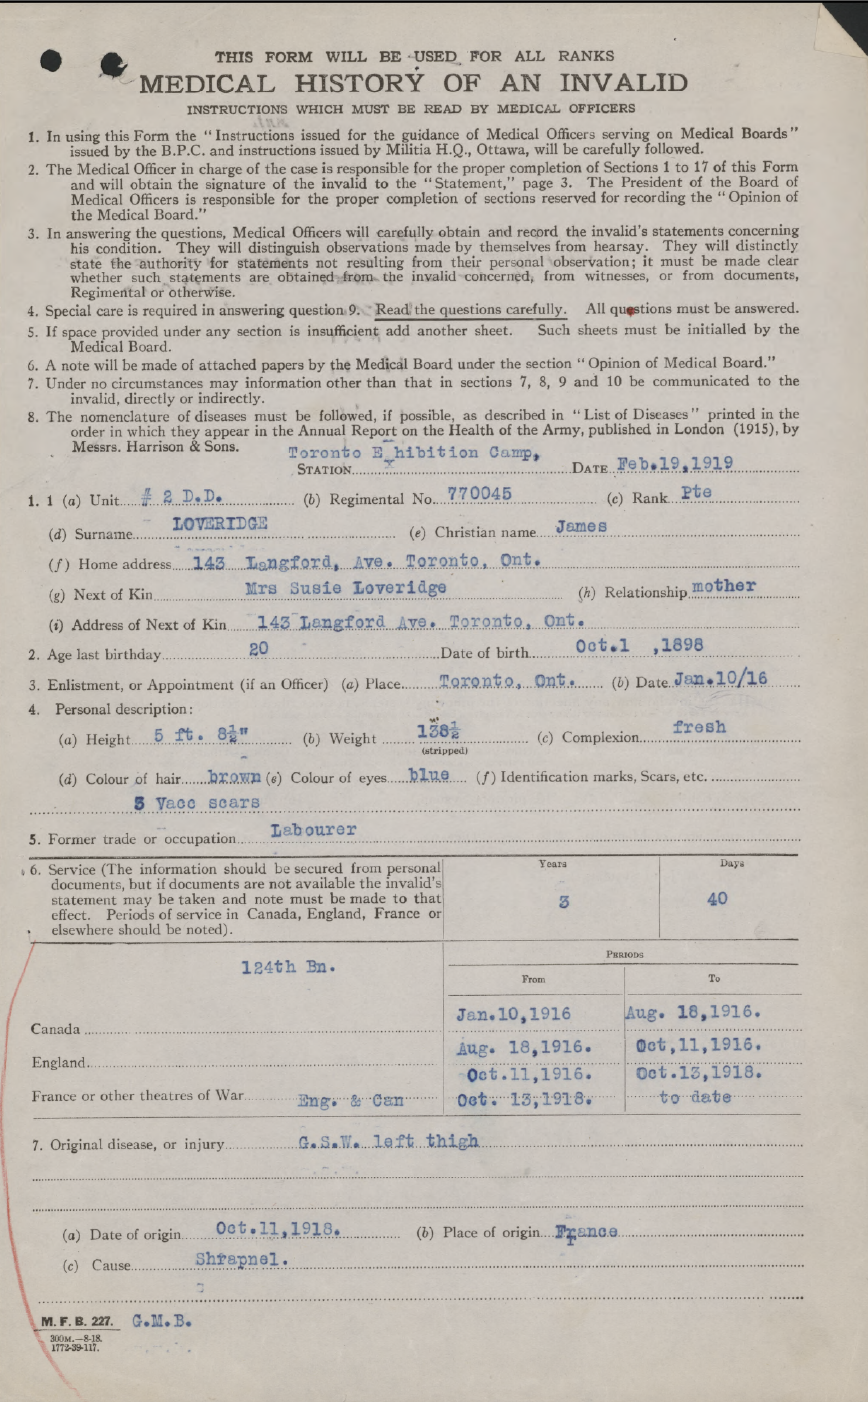 THIS FORM WILL BE USED FOR ALL RANKS
MEDICAL HISTORY OF AN INVALID
INSTRUCTIONS WHICH MUST BE READ BY MEDICAL OFFICERS
1. In using this Form the "Instructions issued for the guidance of Medical Officers serving on Medical Boards"
issued by the B.P.C. and instructions issued by Militia H.Q., Ottawa, will be carefully followed.
2. The Medical Officer in charge of the case is responsible for the proper completion of Sections 1 to 17 of this Form
and will obtain the signature of the invalid to the "Statement," page 3. The President of the Board of
Medical Officers is responsible for the proper completion of sections reserved for recording the "Opinion of
the Medical Board."
3. In answering the questions, Medical Officers will carefully obtain and record the invalid's statements concerning
his condition. They will distinguish observations made by themselves from hearsay. They will distinctly
state the authority for statements not resulting from their personal observation; it must be made clear
whether such statements are obtained from the invalid concerned, from witnesses, or from documents,
Regimental or otherwise.
4. Special care is required in answering question 9. Read the questions carefully. All questions must be answered.
5. If space provided under any section is insufficient add another sheet. Such sheets must be initialled by the
Medical Board.
6. A note will be made of attached papers by the Medical Board under the section "Opinion of Medical Board."
7. Under no circumstances may information other than that in sections 7, 8, 9 and 10 be communicated to the
invalid, directly or indirectly.
8. The nomenclature of diseases must be followed, if possible, as described in "List of Diseases" printed in the
order in which they appear in the Annual Report on the Health of the Army, published in London (1915), by
Messrs. Harrison & Sons.
Toronto Exhibition Camp,
STATION DATE Feb.19,1919
1. 1 (a) Unit # 2 D.D. (b) Regimental No. 770045 (c) Rank Pte
(d) Surname LOVERIDGE (e) Christian name James
(f) Home address 143 Langford, Ave. Toronto, Ont.
(g) Next of Kin Mrs Susie Loveridge (h) Relationship mother
(i) Address of Next of Kin 143 Langford Ave. Toronto, Ont.
2. Age last birthday 20 Date of birth Oct.1 ,1898
3. Enlistment, or Appointment (if an Officer) (a) Place Toronto, Ont. (b) Date Jan.10/16
4. Personal description:
(a) Height 5 ft. 8½" (b) Weight 138½ (c) Complexion fresh
(stripped)
(d) Colour of hair brown (e) Colour of eyes blue (f) Identification marks, Scars, etc.
3 Vacc scars
5. Former trade or occupation Labourer
6. Service (The information should be secured from personal
documents, but if documents are not available the invalid's
statement may be taken and note must be made to that
effect. Periods of service in Canada, England, France or
elsewhere should be noted).
Years Days
3 40
124th Bn.
PERIODS
From To
Canada Jan.10,1916 Aug. 18,1916.
England Aug. 18,1916. Oct,11,1916.
Oct.11,1916. Oct.13,1918.
France or other theatres of War Eng. & Can Oct. 13,1918. to date
7. Original disease, or injury G.S.W. left thigh
(a) Date of origin Oct.11,1918. (b) Place of origin France
(c) Cause Shrapnel.
M. F. B. 227. G.M.B.
300M.—8-18.
1772-39-117.